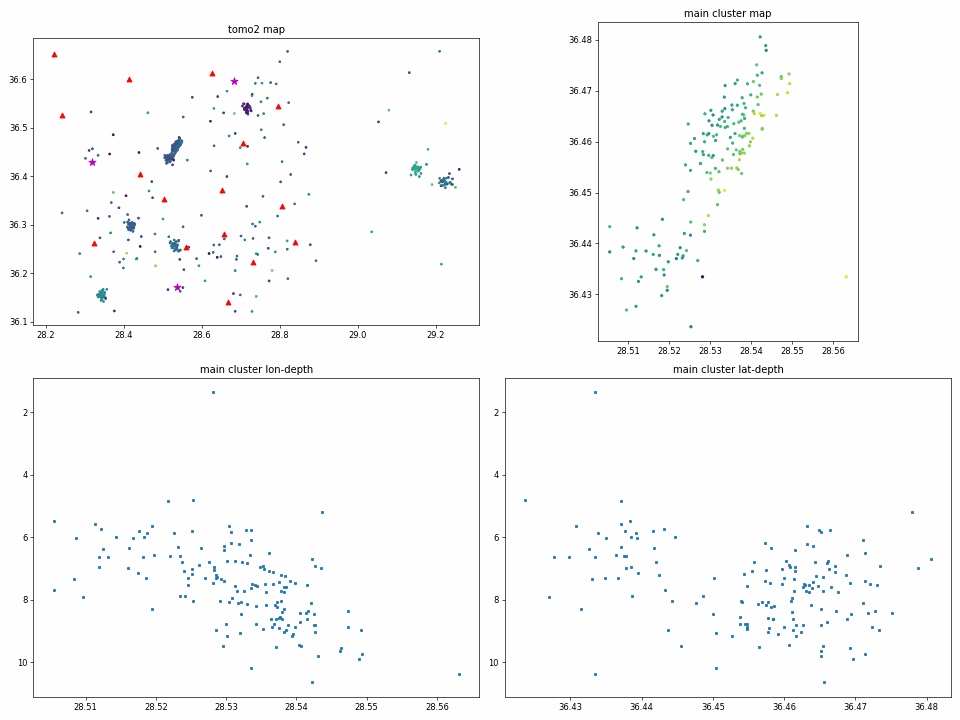 tomo2 map
36.6
36.5
36.4
36.3
36.2
36.1
28.2 28.4 28.6 28.8 29.0 29.2
main cluster map
36.48
36.47
36.46
36.45
36.44
36.43
28.51 28.52 28.53 28.54 28.55 28.56
main cluster lon-depth
2
4
6
8
10
28.51 28.52 28.53 28.54 28.55 28.56
main cluster lat-depth
2
4
6
8
10
36.43 36.44 36.45 36.46 36.47 36.48